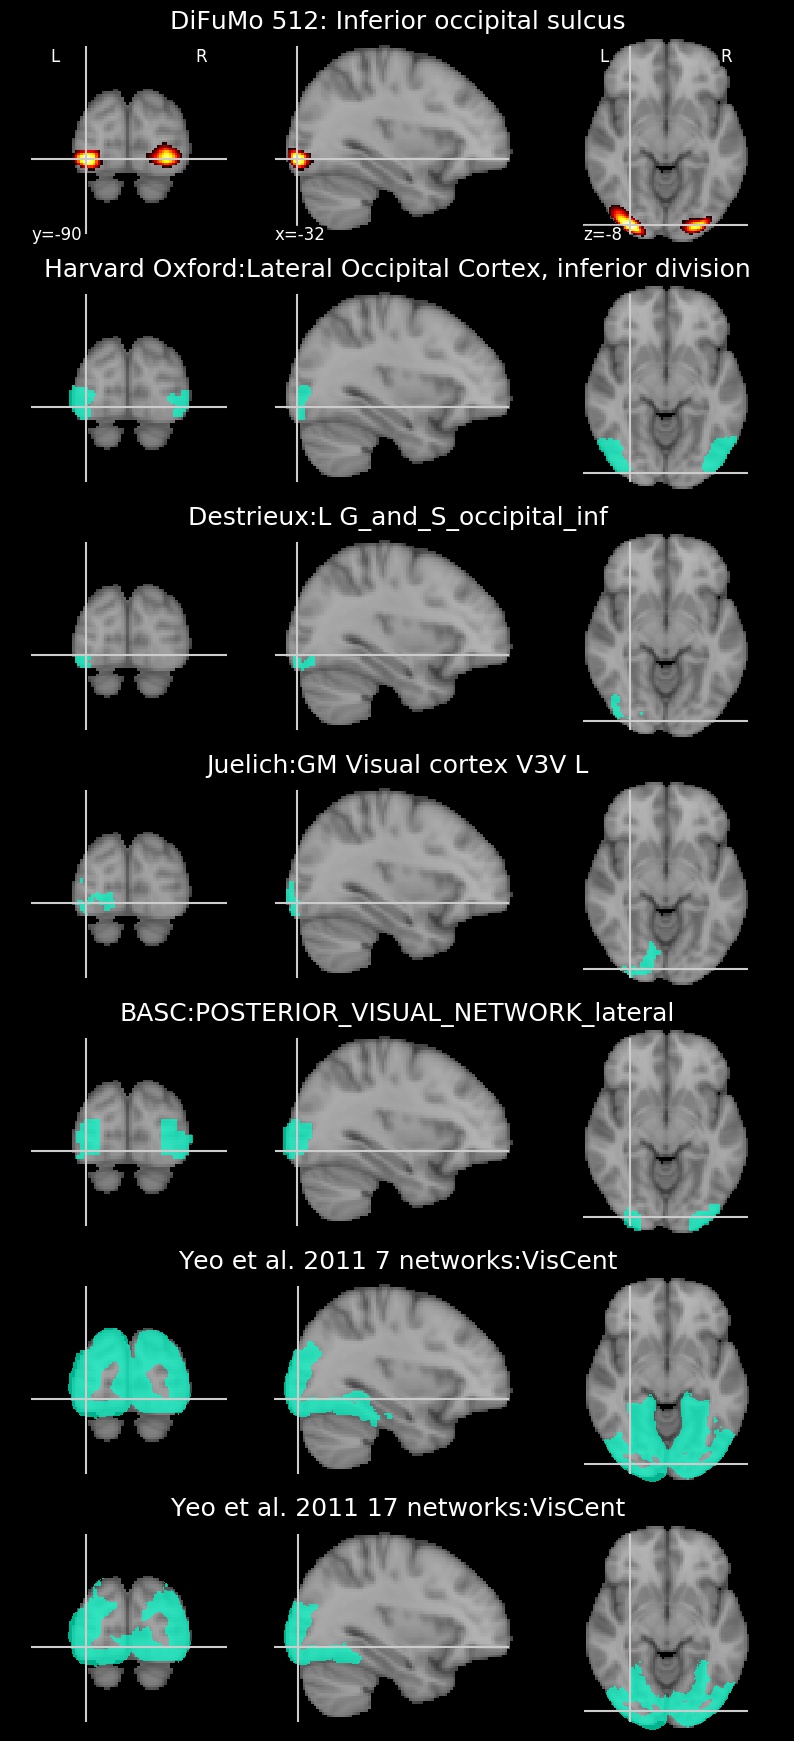 DiFuMo 512: Inferior occipital sulcus
L R L R
y=-90 x=-32 z=-8
Harvard Oxford:Lateral Occipital Cortex, inferior division
Destrieux:L G_and_S_occipital_inf
Juelich:GM Visual cortex V3V L
BASC:POSTERIOR_VISUAL_NETWORK_lateral
Yeo et al. 2011 7 networks:VisCent
Yeo et al. 2011 17 networks:VisCent